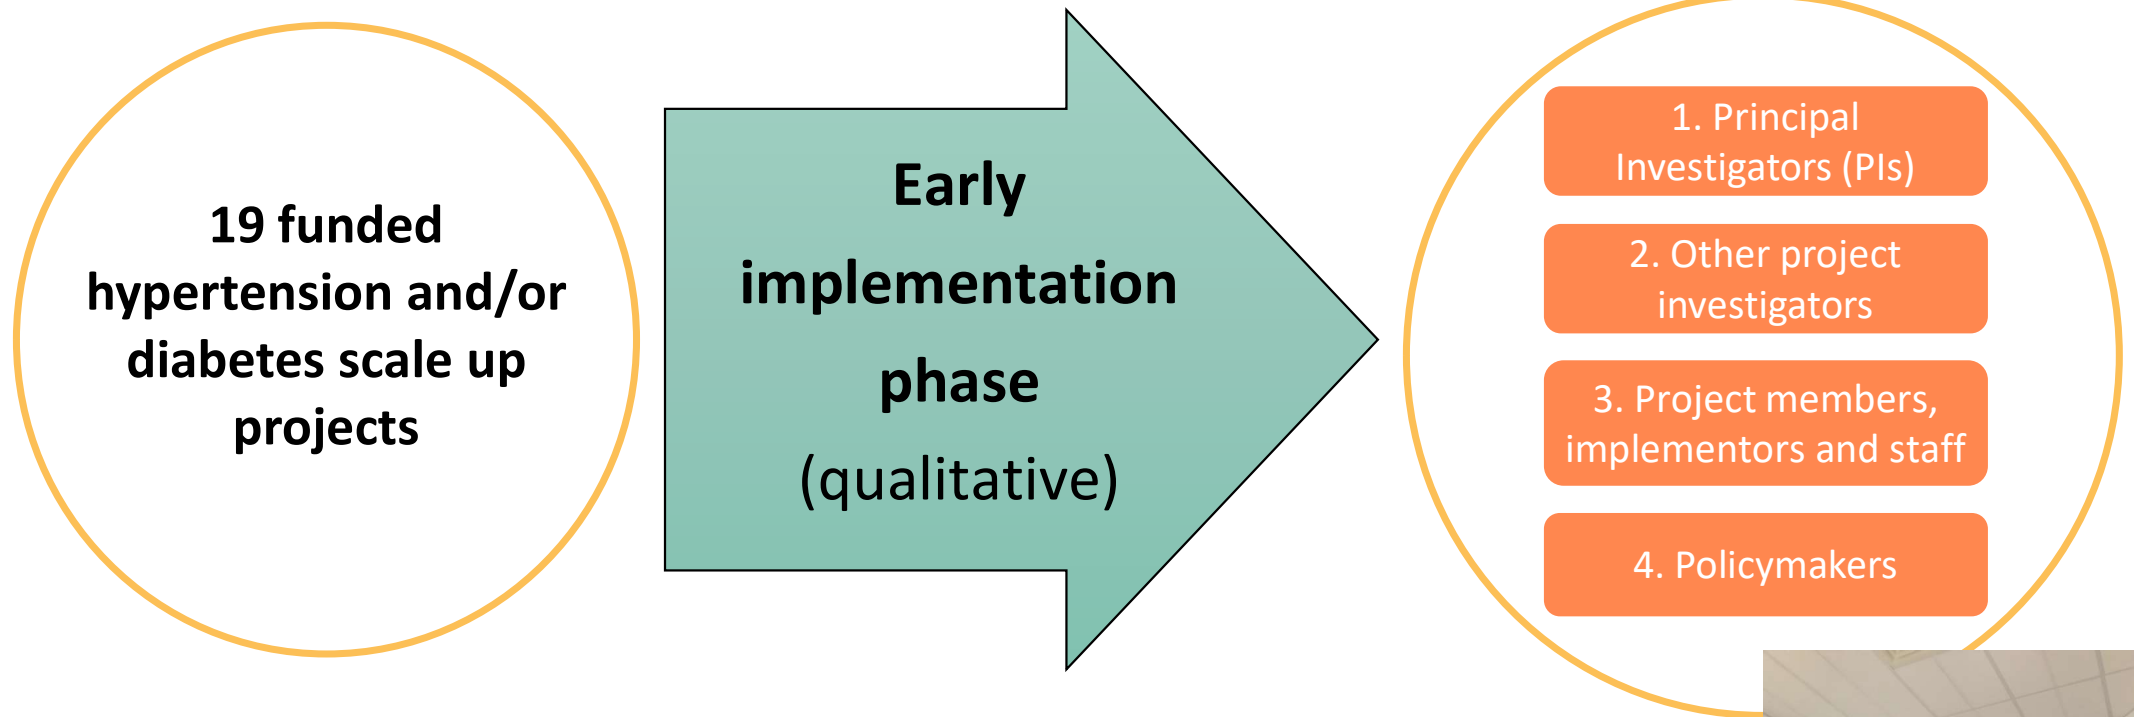 19 funded
hypertension and/or
diabetes scale up
projects
Early
implementation
phase
(qualitative)
1. Principal
Investigators (PIs)
2. Other project
investigators
3. Project members,
implementors and staff
4. Policymakers